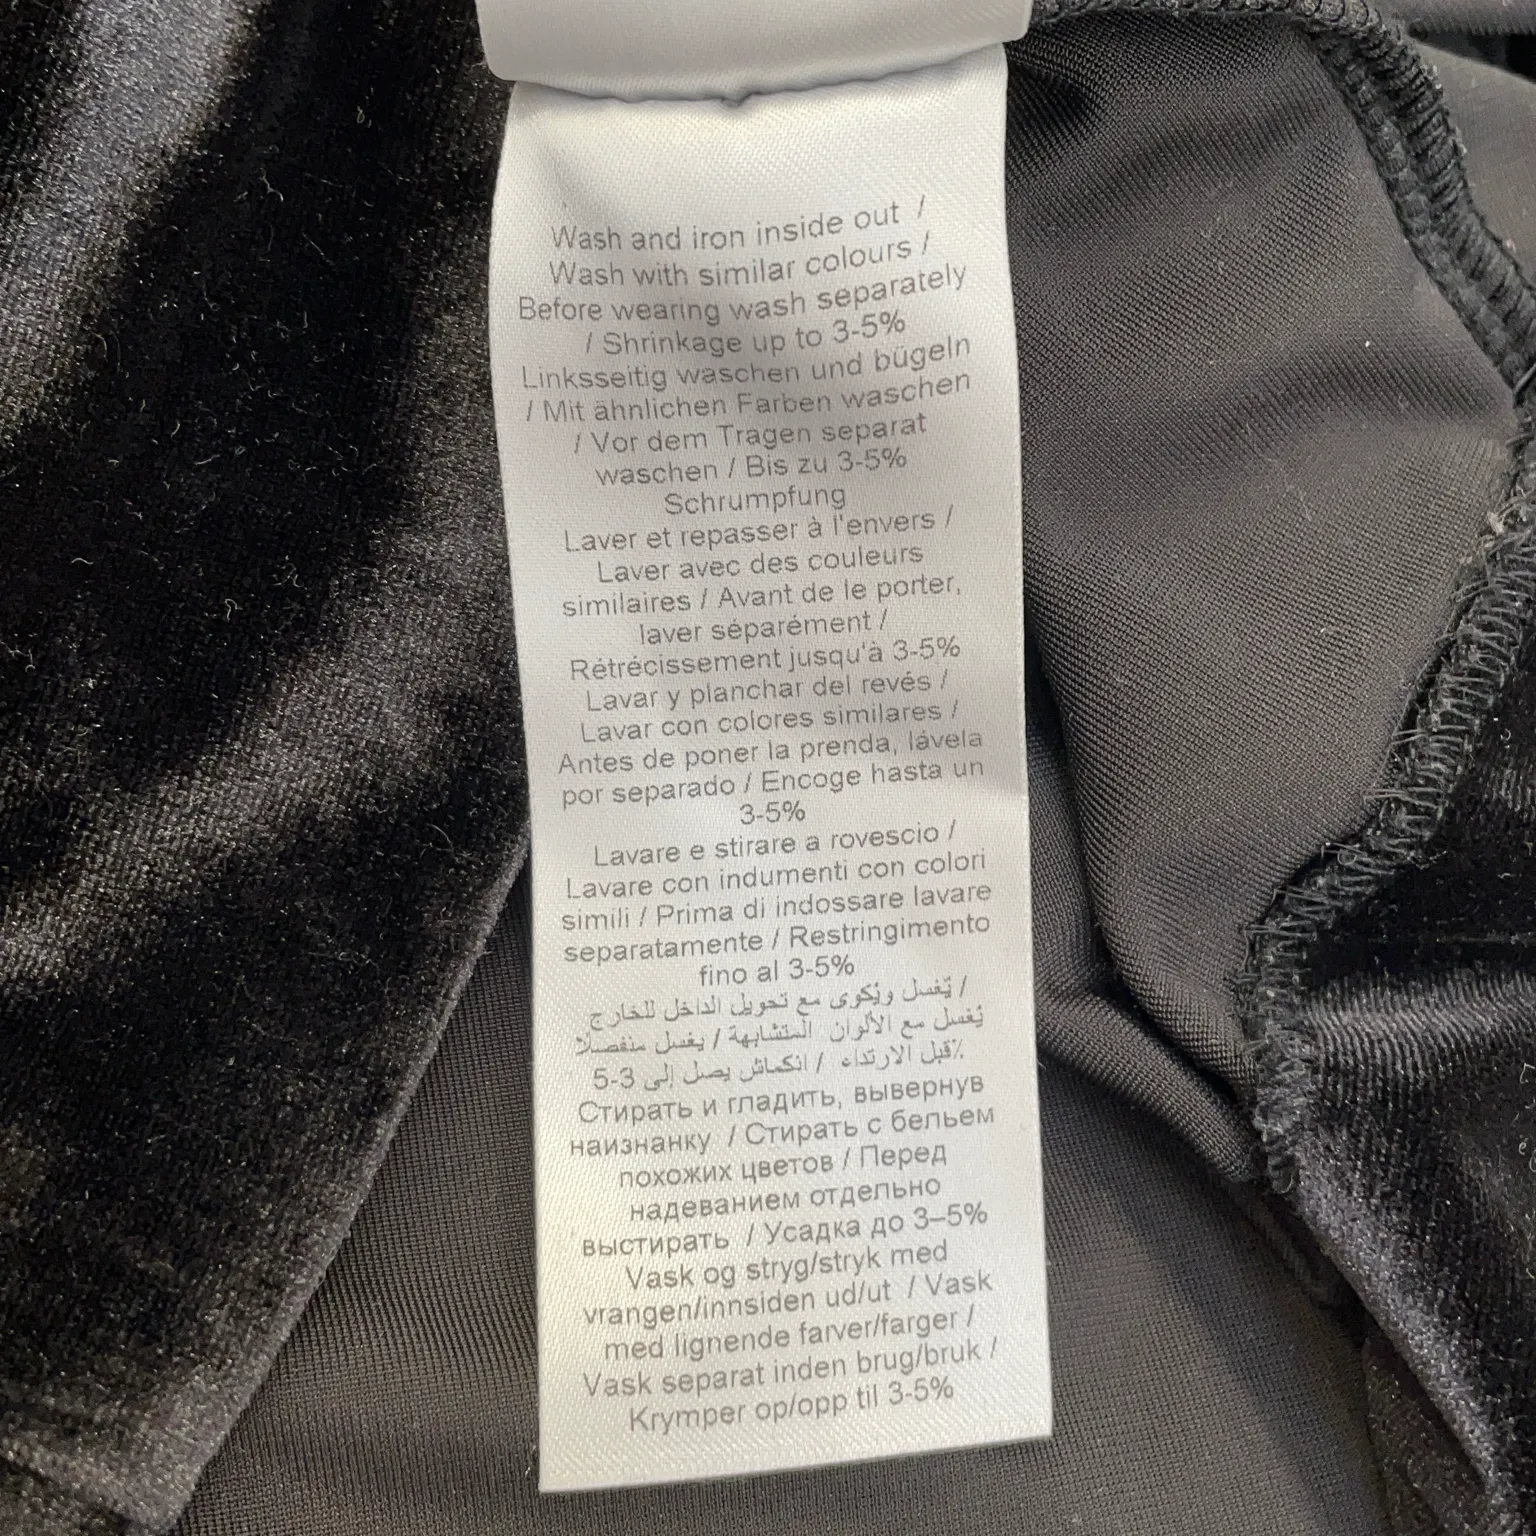 Wash and iron inside out /
Wash with similar colours /
Before wearing wash separately
/ Shrinkage up to 3-5%
Linksseitig waschen und bügeln
/ Mit ähnlichen Farben waschen
/ Vor dem Tragen separat
waschen / Bis zu 3-5%
Schrumpfung
Laver et repasser à l'envers /
Laver avec des couleurs
similaires / Avant de le porter,
laver séparément /
Rétrécissement jusqu'à 3-5%
Lavar y planchar del revés /
Lavar con colores similares /
Antes de poner la prenda, lávela
por separado / Encoge hasta un
3-5%
Lavare e stirare a rovescio /
Lavare con indumenti con colori
simili / Prima di indossare lavare
separatamente / Restringimento
fino al 3-5%
/ يُغسل ويُكوى مع تحويل الداخل للخارج
يُغسل مع الألوان المتشابهة / يغسل منفصلاً
٪قبل الارتداء / انكماش يصل إلى 3-5
Стирать и гладить, вывернув
наизнанку / Стирать с бельем
похожих цветов / Перед
надеванием отдельно
выстирать / Усадка до 3–5%
Vask og stryg/stryk med
vrangen/innsiden ud/ut / Vask
med lignende farver/farger /
Vask separat inden brug/bruk /
Krymper op/opp til 3-5%